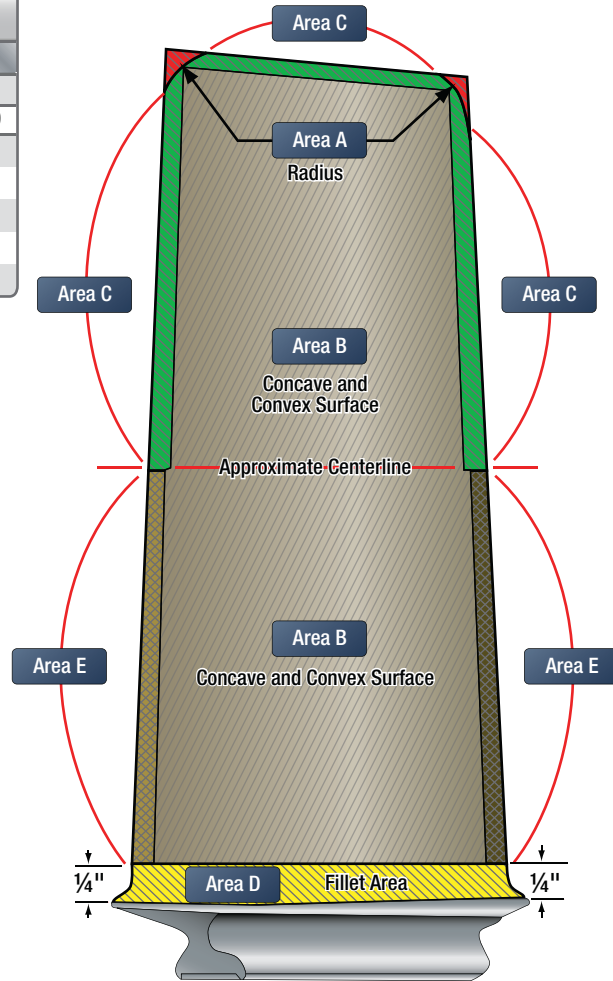 Area C
Area A
Radius
Area C
Area C
Area B
Concave and
Convex Surface
Approximate Centerline
Area B
Area E
Area E
Concave and Convex Surface
¼"
Area D
Fillet Area
¼"